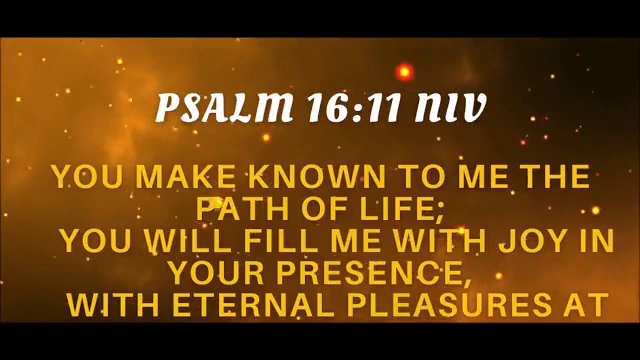 PSALM 16:11 NIV
YOU MAKE KNOWN TO ME THE
PATH OF LIFE;
YOU WILL FILL ME WITH JOY IN
YOUR PRESENCE,
WITH ETERNAL PLEASURES AT